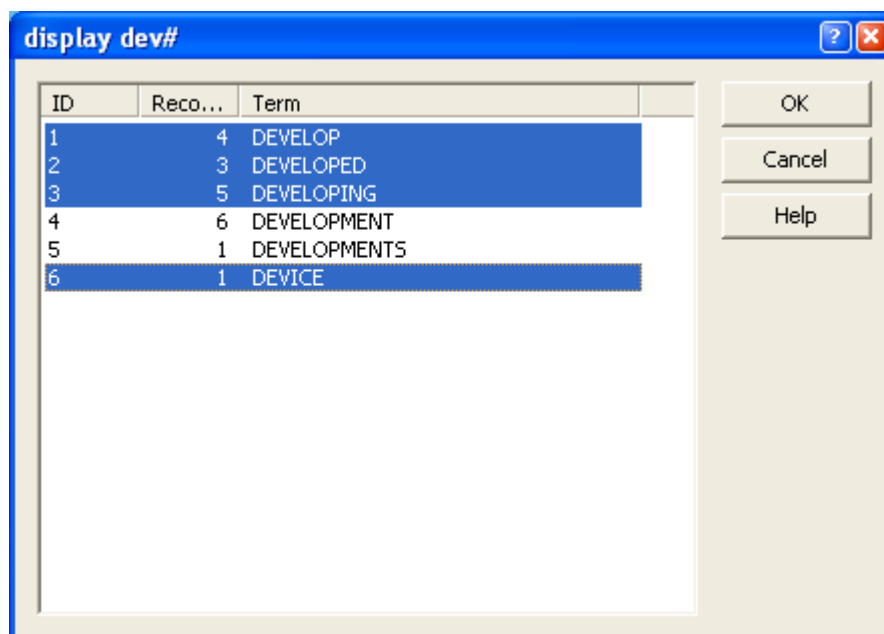 display dev#
ID Reco... Term
1 4 DEVELOP
2 3 DEVELOPED
3 5 DEVELOPING
4 6 DEVELOPMENT
5 1 DEVELOPMENTS
6 1 DEVICE
OK
Cancel
Help